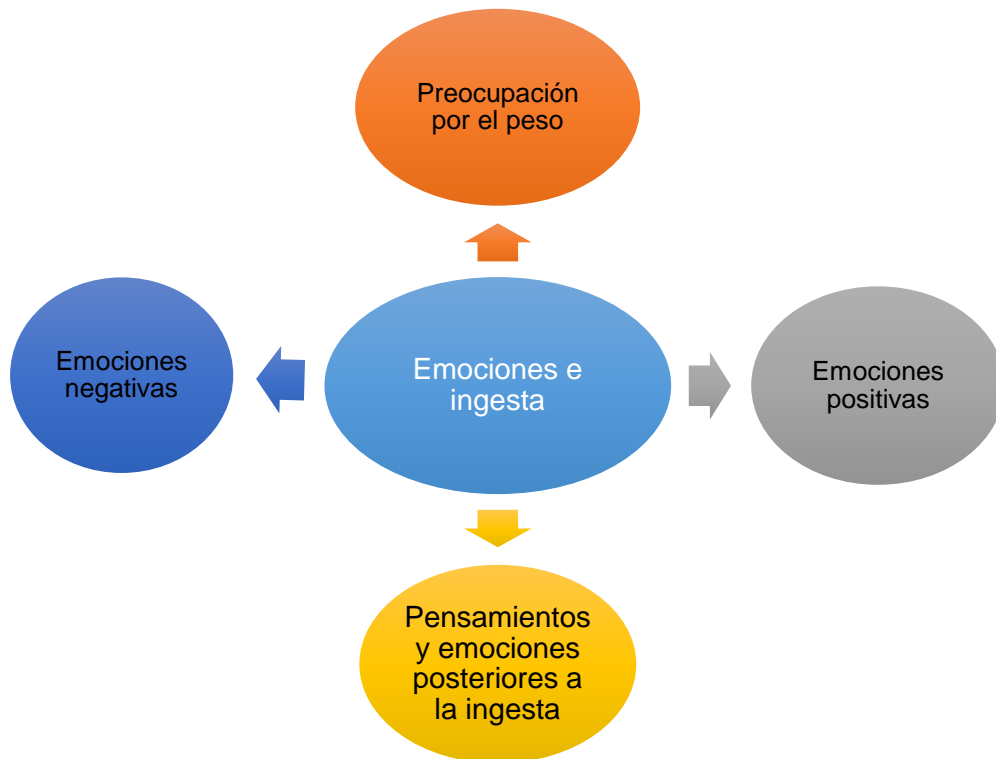 Preocupación
por el peso
Emociones
negativas
Emociones e
ingesta
Emociones
positivas
Pensamientos
y emociones
posteriores a
la ingesta